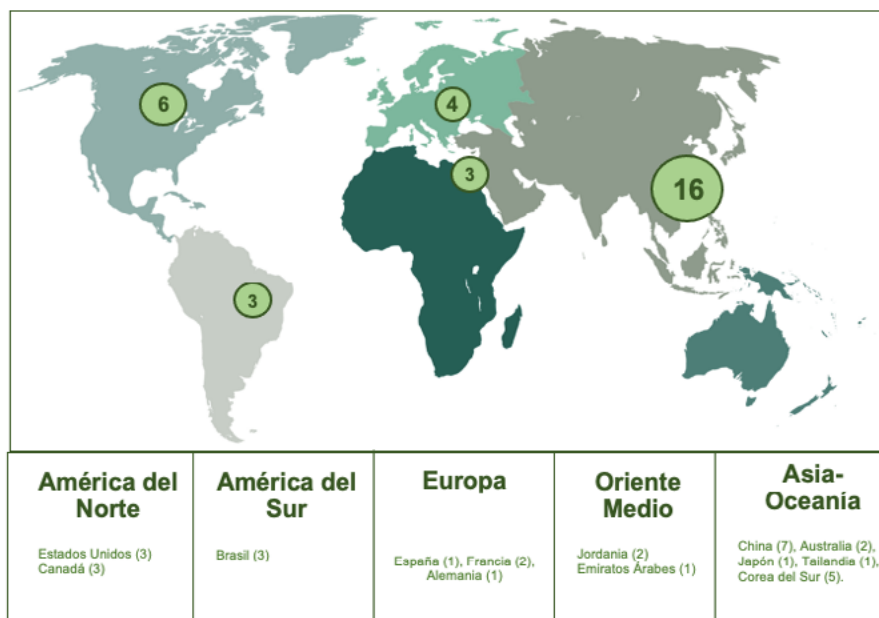 6
4
3
16
3
América del
Norte
Estados Unidos (3)
Canadá (3)
América del
Sur
Brasil (3)
Europa
España (1), Francia (2),
Alemania (1)
Oriente
Medio
Jordania (2)
Emiratos Árabes (1)
Asia-
Oceanía
China (7), Australia (2),
Japón (1), Tailandia (1),
Corea del Sur (5).